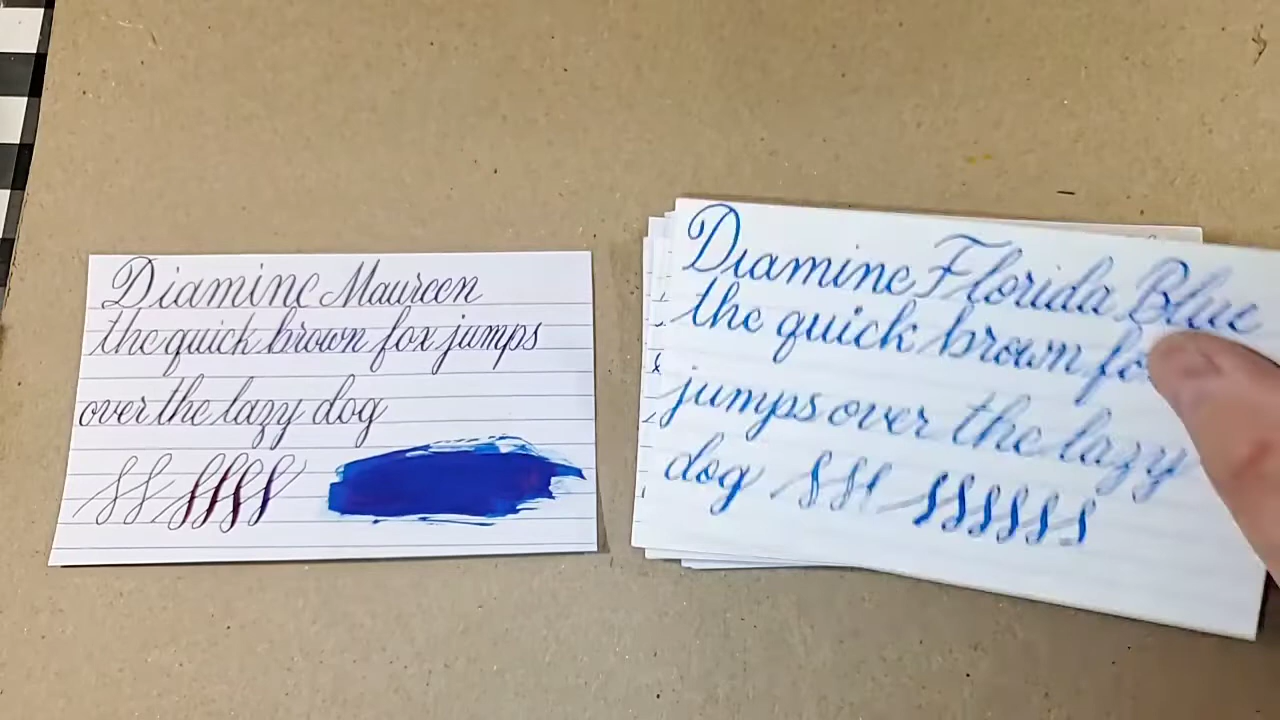 Diamine Maureen
the quick brown fox jumps
over the lazy dog
Diamine Florida Blue
the quick brown fo
jumps over the lazy
dog